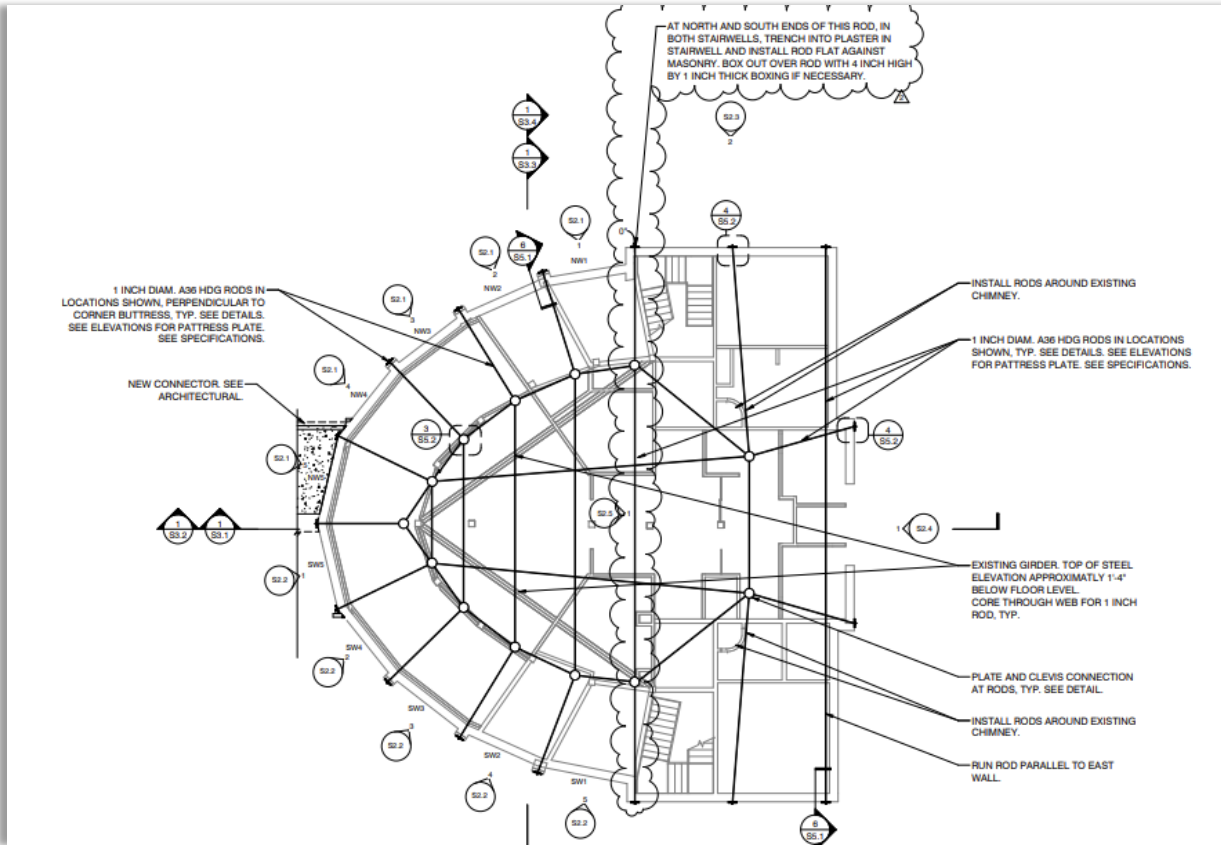 AT NORTH AND SOUTH ENDS OF THIS ROD, IN
BOTH STAIRWELLS, TRENCH INTO PLASTER IN
STAIRWELL AND INSTALL ROD FLAT AGAINST
MASONRY. BOX OUT OVER ROD WITH 4 INCH HIGH
BY 1 INCH THICK BOXING IF NECESSARY.
2
1
S3.4
1
S3.3
S2.3
2
S2.1
1
NW1
0"
4
S5.2
6
S5.1
S2.1
2
NW2
1 INCH DIAM. A36 HDG RODS IN
LOCATIONS SHOWN, PERPENDICULAR TO
CORNER BUTTRESS, TYP. SEE DETAILS.
SEE ELEVATIONS FOR PATTRESS PLATE.
SEE SPECIFICATIONS.
S2.1
3
NW3
INSTALL RODS AROUND EXISTING
CHIMNEY.
1 INCH DIAM. A36 HDG RODS IN LOCATIONS
SHOWN, TYP. SEE DETAILS. SEE ELEVATIONS
FOR PATTRESS PLATE. SEE SPECIFICATIONS.
S2.1
4
NW4
NEW CONNECTOR. SEE
ARCHITECTURAL.
3
S5.2
4
S5.2
S2.1
NW5
S2.5
1
1
S2.4
1
S3.2
1
S3.1
SW5
S2.2
1
EXISTING GIRDER. TOP OF STEEL
ELEVATION APPROXIMATLY 1'-4"
BELOW FLOOR LEVEL.
CORE THROUGH WEB FOR 1 INCH
ROD, TYP.
SW4
S2.2
2
PLATE AND CLEVIS CONNECTION
AT RODS, TYP. SEE DETAIL.
SW3
S2.2
3
INSTALL RODS AROUND EXISTING
CHIMNEY.
SW2
S2.2
4
RUN ROD PARALLEL TO EAST
WALL.
SW1
S2.2
5
6
S5.1